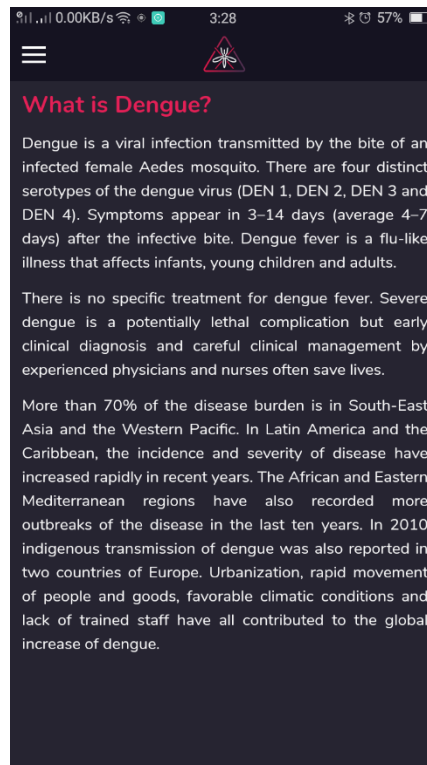 0.00KB/s 3:28 57%
What is Dengue?
Dengue is a viral infection transmitted by the bite of an
infected female Aedes mosquito. There are four distinct
serotypes of the dengue virus (DEN 1, DEN 2, DEN 3 and
DEN 4). Symptoms appear in 3–14 days (average 4–7
days) after the infective bite. Dengue fever is a flu-like
illness that affects infants, young children and adults.
There is no specific treatment for dengue fever. Severe
dengue is a potentially lethal complication but early
clinical diagnosis and careful clinical management by
experienced physicians and nurses often save lives.
More than 70% of the disease burden is in South-East
Asia and the Western Pacific. In Latin America and the
Caribbean, the incidence and severity of disease have
increased rapidly in recent years. The African and Eastern
Mediterranean regions have also recorded more
outbreaks of the disease in the last ten years. In 2010
indigenous transmission of dengue was also reported in
two countries of Europe. Urbanization, rapid movement
of people and goods, favorable climatic conditions and
lack of trained staff have all contributed to the global
increase of dengue.